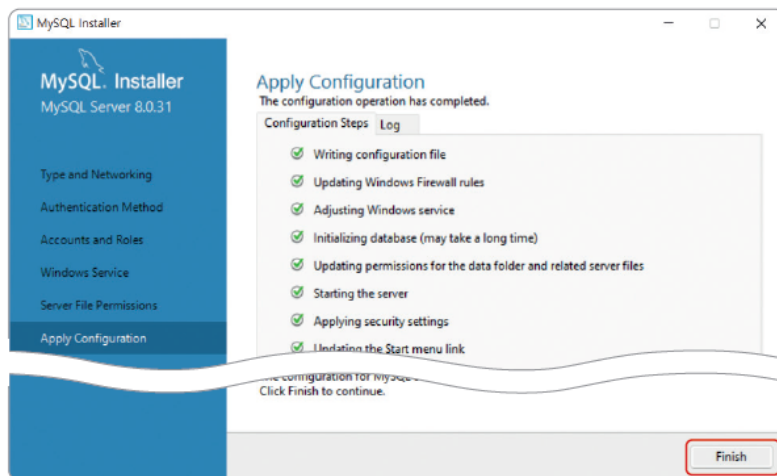 MySQL Installer
MySQL. Installer
MySQL Server 8.0.31
Type and Networking
Authentication Method
Accounts and Roles
Windows Service
Server File Permissions
Apply Configuration
Apply Configuration
The configuration operation has completed.
Configuration Steps Log
Writing configuration file
Updating Windows Firewall rules
Adjusting Windows service
Initializing database (may take a long time)
Updating permissions for the data folder and related server files
Starting the server
Applying security settings
Updating the Start menu link
The configuration for MySQL
Click Finish to continue.
Finish